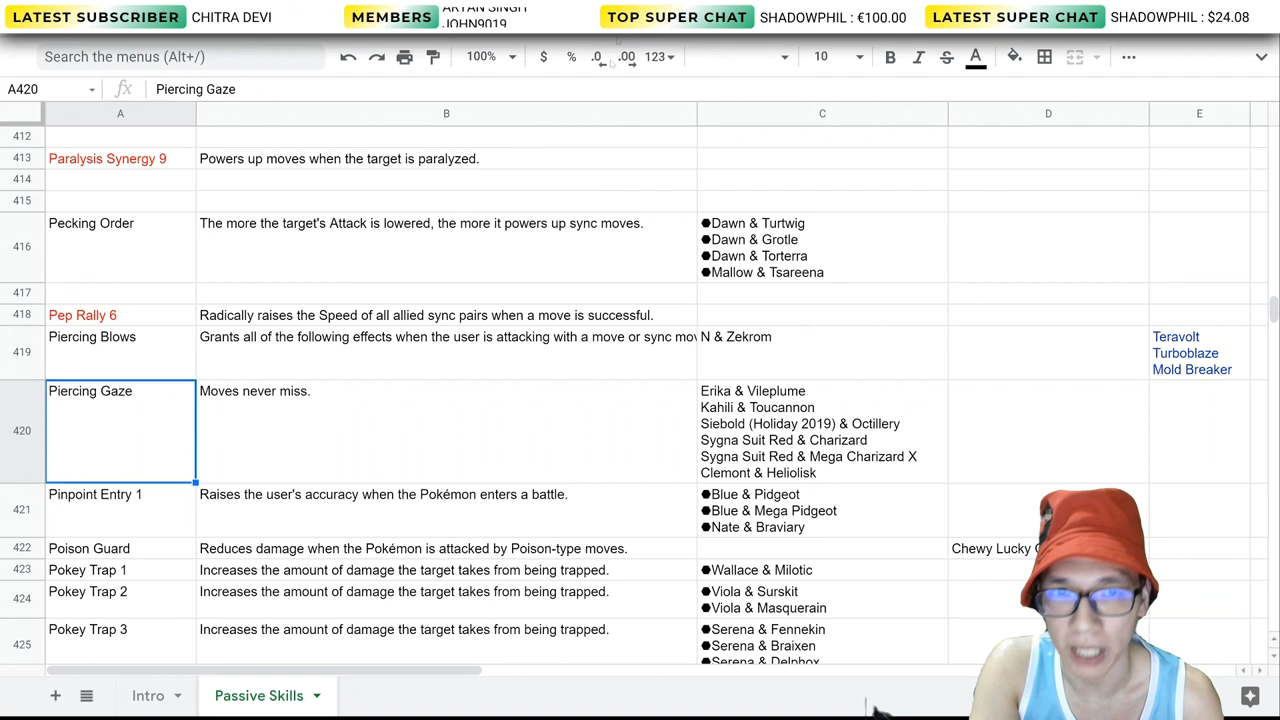 LATEST SUBSCRIBER CHITRA DEVI MEMBERS ARYAN SINGH TOP SUPER CHAT SHADOWPHIL : €100.00 LATEST SUPER CHAT SHADOWPHIL : $24.08
JOHN9019
Search the menus (Alt+/) 100% $ % .0 .00 123 10 B I S A
A420 fx Piercing Gaze
A B C D E
412
413 Paralysis Synergy 9 Powers up moves when the target is paralyzed.
414
415
416 Pecking Order The more the target's Attack is lowered, the more it powers up sync moves. ●Dawn & Turtwig
●Dawn & Grotle
●Dawn & Torterra
●Mallow & Tsareena
417
418 Pep Rally 6 Radically raises the Speed of all allied sync pairs when a move is successful.
419 Piercing Blows Grants all of the following effects when the user is attacking with a move or sync mov N & Zekrom Teravolt
Turboblaze
Mold Breaker
420 Piercing Gaze Moves never miss. Erika & Vileplume
Kahili & Toucannon
Siebold (Holiday 2019) & Octillery
Sygna Suit Red & Charizard
Sygna Suit Red & Mega Charizard X
Clemont & Heliolisk
421 Pinpoint Entry 1 Raises the user's accuracy when the Pokémon enters a battle. ●Blue & Pidgeot
●Blue & Mega Pidgeot
●Nate & Braviary
422 Poison Guard Reduces damage when the Pokémon is attacked by Poison-type moves. Chewy Lucky
423 Pokey Trap 1 Increases the amount of damage the target takes from being trapped. ●Wallace & Milotic
424 Pokey Trap 2 Increases the amount of damage the target takes from being trapped. ●Viola & Surskit
●Viola & Masquerain
425 Pokey Trap 3 Increases the amount of damage the target takes from being trapped. ●Serena & Fennekin
●Serena & Braixen
●Serena & Delphox
Intro Passive Skills